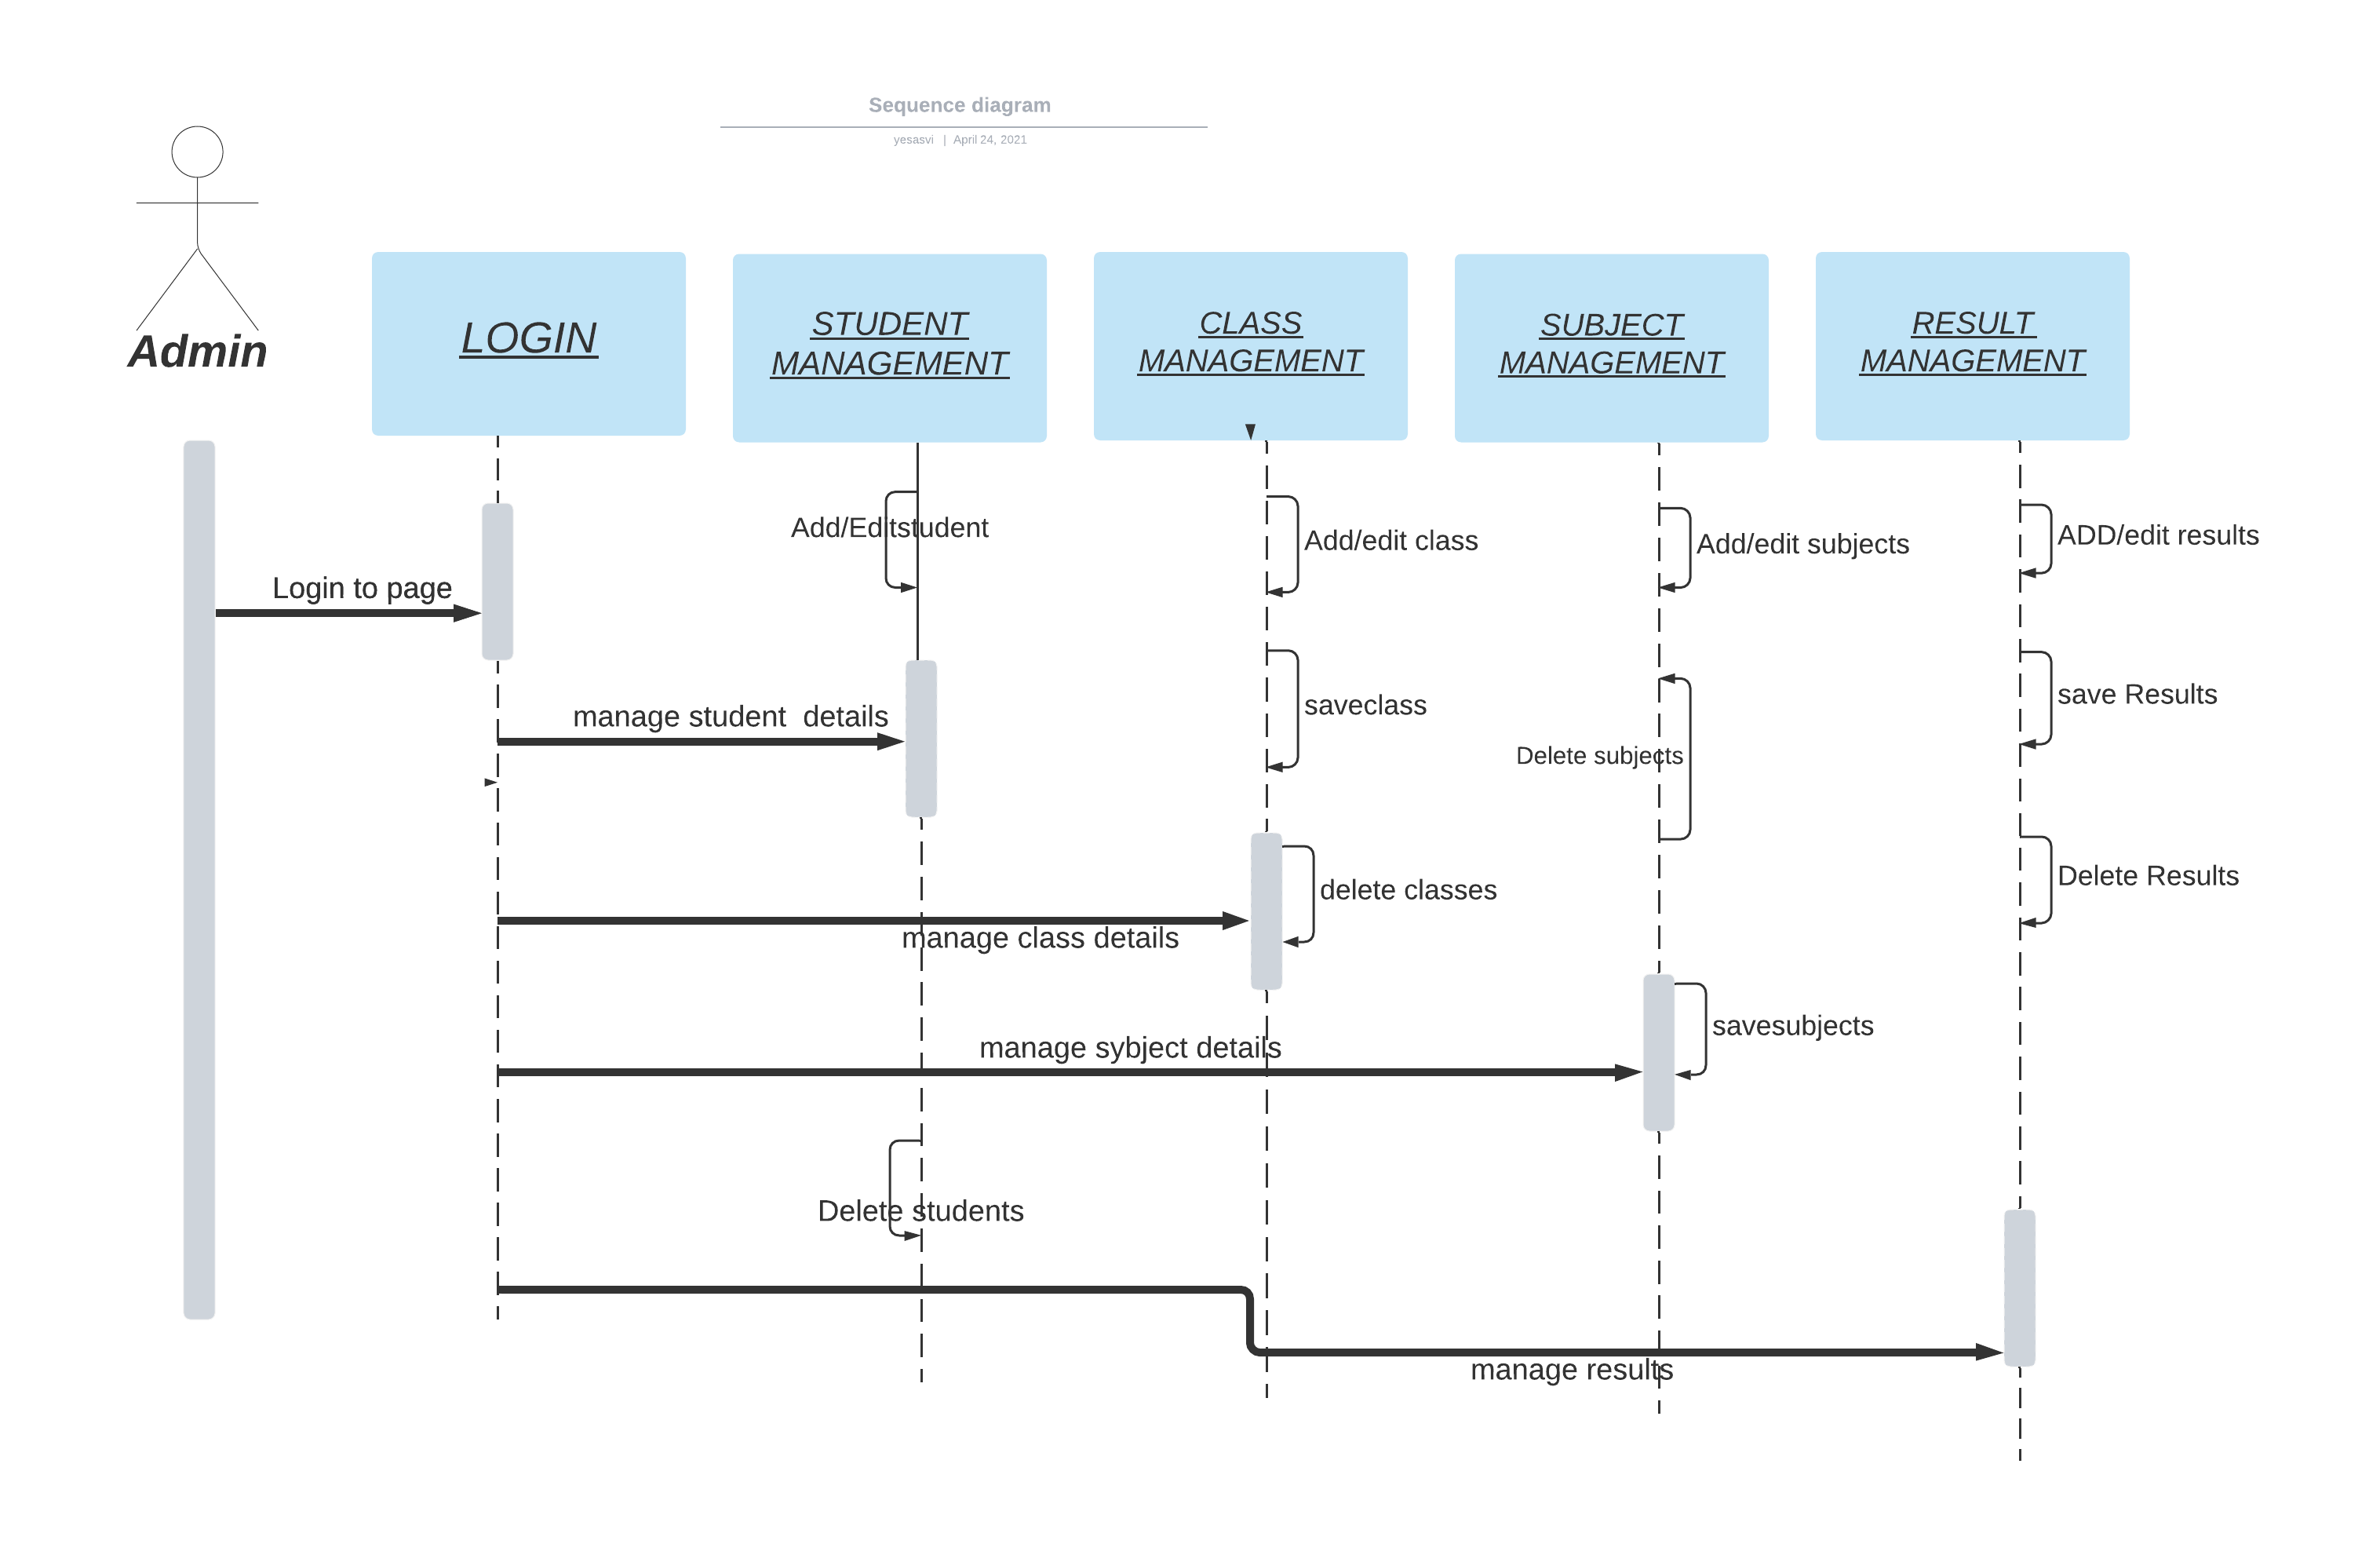 Sequence diagram
yesasvi | April 24, 2021
Admin
LOGIN
STUDENT
MANAGEMENT
CLASS
MANAGEMENT
SUBJECT
MANAGEMENT
RESULT
MANAGEMENT
Add/Editstudent
Add/edit class
Add/edit subjects
ADD/edit results
Login to page
manage student  details
saveclass
Delete subjects
save Results
delete classes
Delete Results
manage class details
savesubjects
manage sybject details
Delete students
manage results